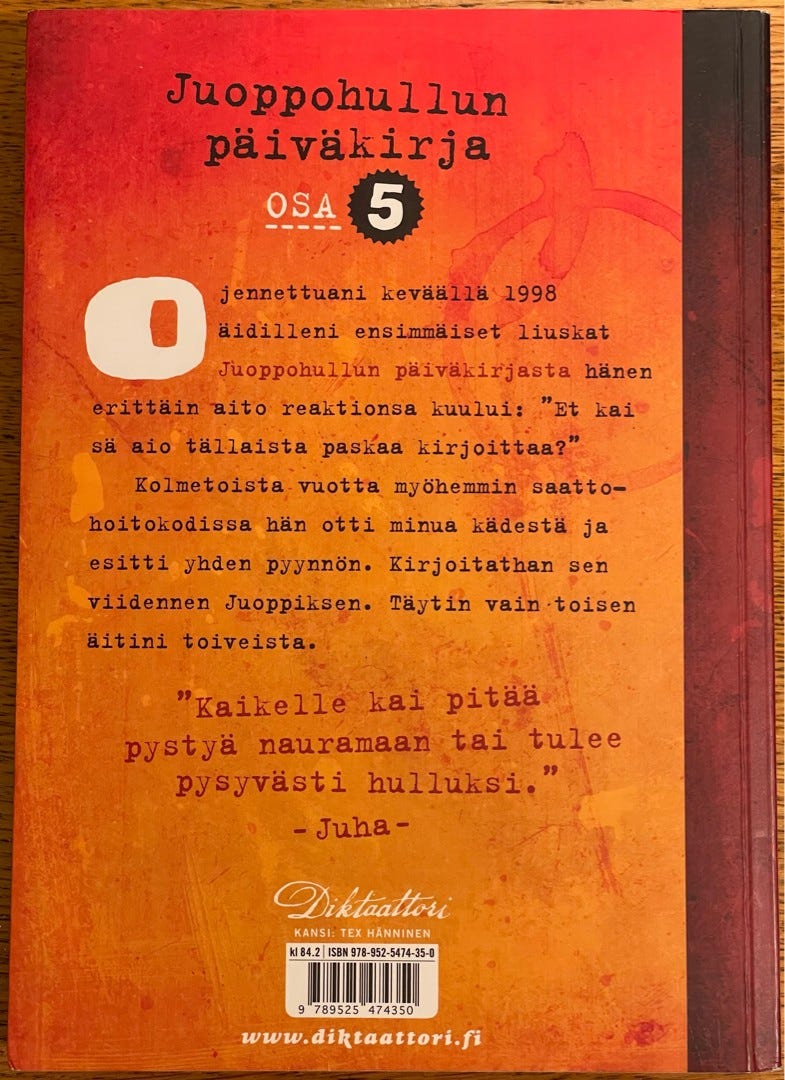 Juoppohullun
päiväkirja
OSA 5
Ojennettuani keväällä 1998
äidilleni ensimmäiset liuskat
Juoppohullun päiväkirjasta hänen
erittäin aito reaktionsa kuului: ”Et kai
sä aio tällaista paskaa kirjoittaa?”
Kolmetoista vuotta myöhemmin saatto-
hoitokodissa hän otti minua kädestä ja
esitti yhden pyynnön. Kirjoitathan sen
viidennen Juoppiksen. Täytin vain toisen
äitini toiveista.
”Kaikelle kai pitää
pystyä nauramaan tai tulee
pysyvästi hulluksi.”
-Juha-
Diktaattori
KANSI: TEX HÄNNINEN
kl 84.2 | ISBN 978-952-5474-35-0
9 789525 474350
www.diktaattori.fi